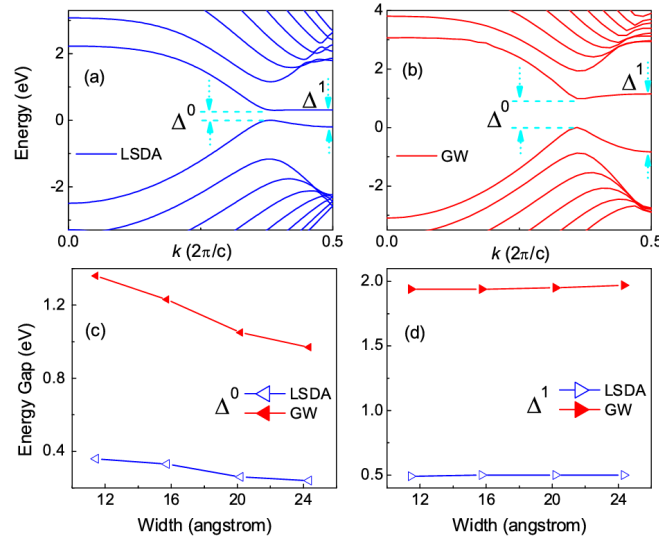 (a)
Δ⁰
Δ¹
LSDA
Energy (eV)
2
0
-2
0.0
0.5
k (2π/c)
(b)
Δ⁰
Δ¹
GW
4
2
0
-2
0.0
0.5
k (2π/c)
(c)
Δ⁰
LSDA
GW
Energy Gap (eV)
1.2
0.8
0.4
12 16 20 24
Width (angstrom)
(d)
Δ¹
LSDA
GW
2.0
1.5
1.0
0.5
12 16 20 24
Width (angstrom)